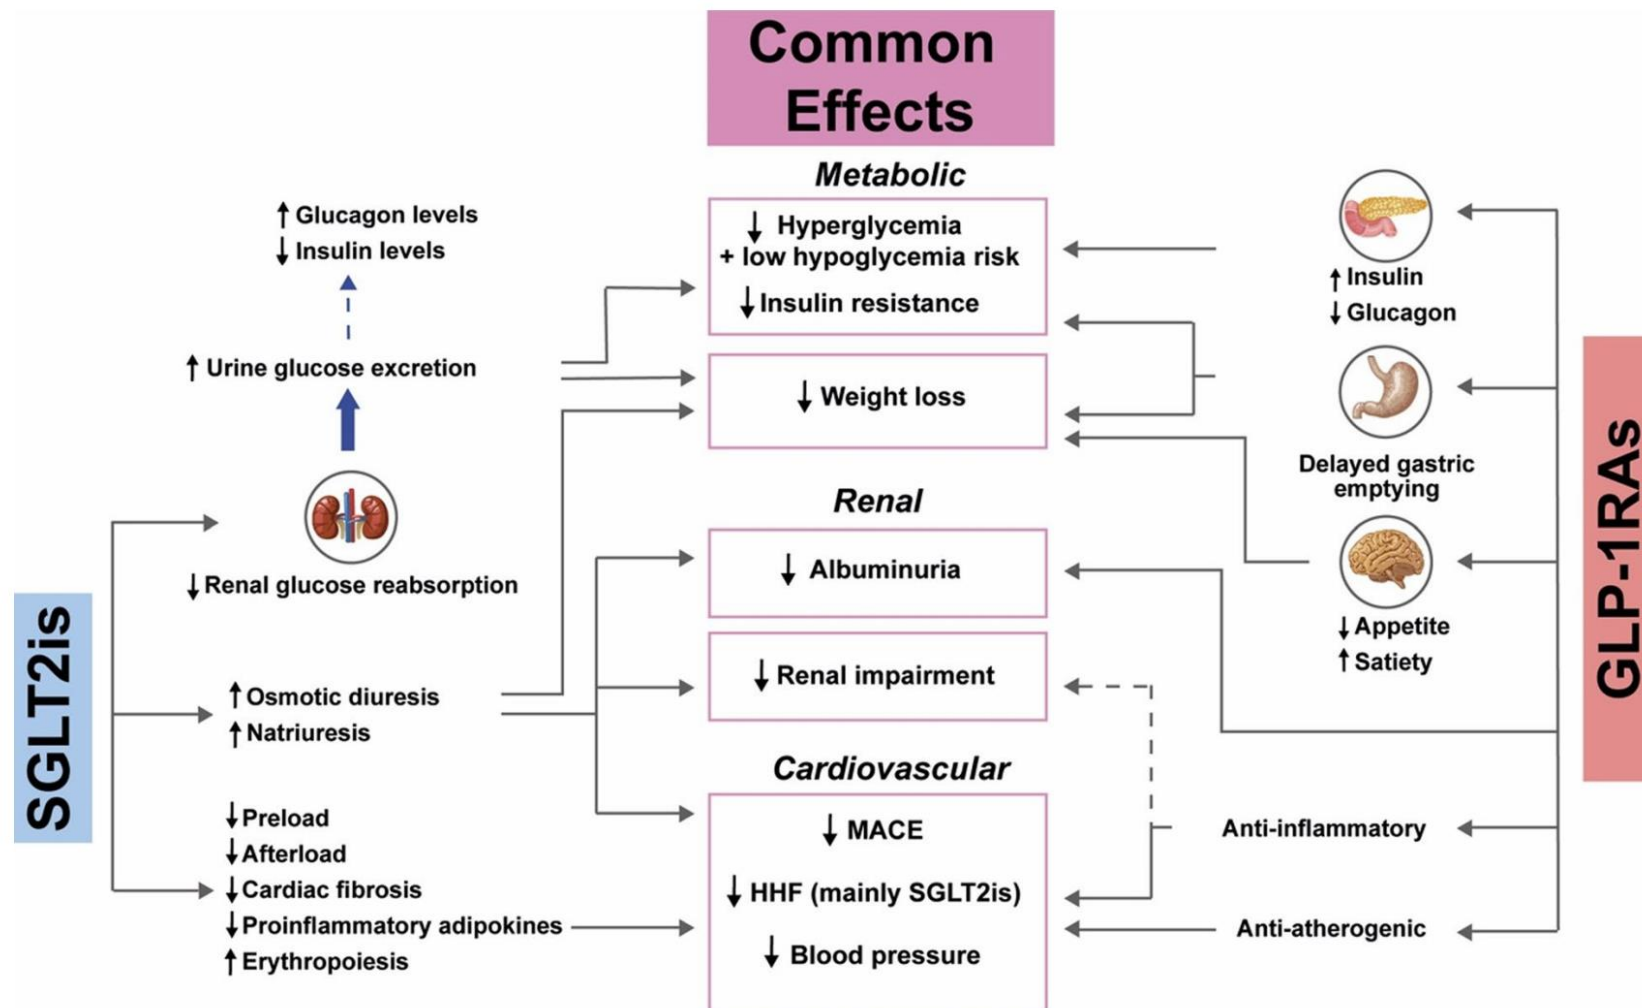 Common
Effects
Metabolic
↓ Hyperglycemia
+ low hypoglycemia risk
↓ Insulin resistance
↓ Weight loss
Renal
↓ Albuminuria
↓ Renal impairment
Cardiovascular
↓ MACE
↓ HHF (mainly SGLT2is)
↓ Blood pressure
SGLT2is
↑ Glucagon levels
↓ Insulin levels
↑ Urine glucose excretion
↓ Renal glucose reabsorption
↑ Osmotic diuresis
↑ Natriuresis
↓ Preload
↓ Afterload
↓ Cardiac fibrosis
↓ Proinflammatory adipokines
↑ Erythropoiesis
GLP-1RAs
↑ Insulin
↓ Glucagon
Delayed gastric
emptying
↓ Appetite
↑ Satiety
Anti-inflammatory
Anti-atherogenic